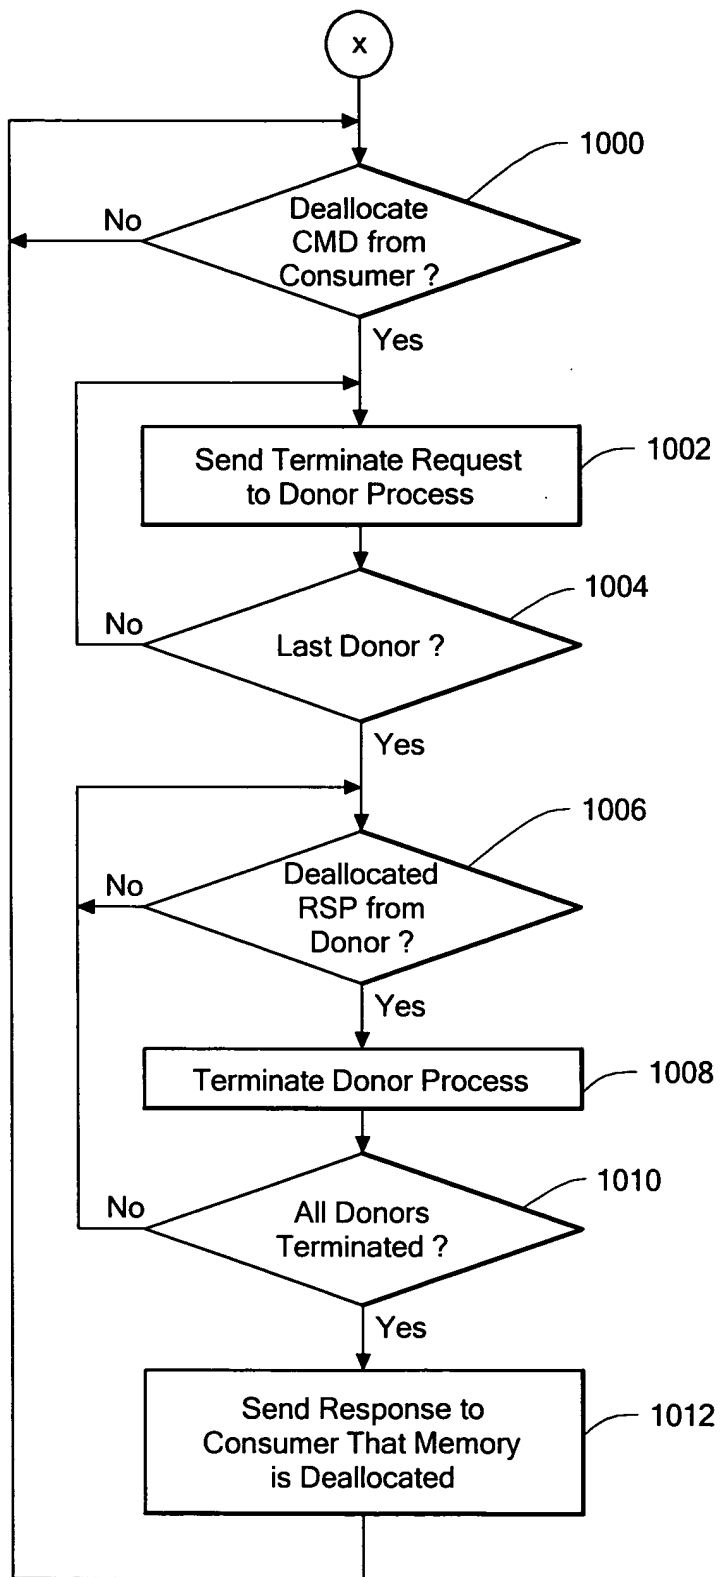 x
1000
Deallocate
CMD from
Consumer ?
No
Yes
1002
Send Terminate Request
to Donor Process
1004
Last Donor ?
No
Yes
1006
Deallocated
RSP from
Donor ?
No
Yes
Terminate Donor Process
1008
1010
All Donors
Terminated ?
No
Yes
Send Response to
Consumer That Memory
is Deallocated
1012